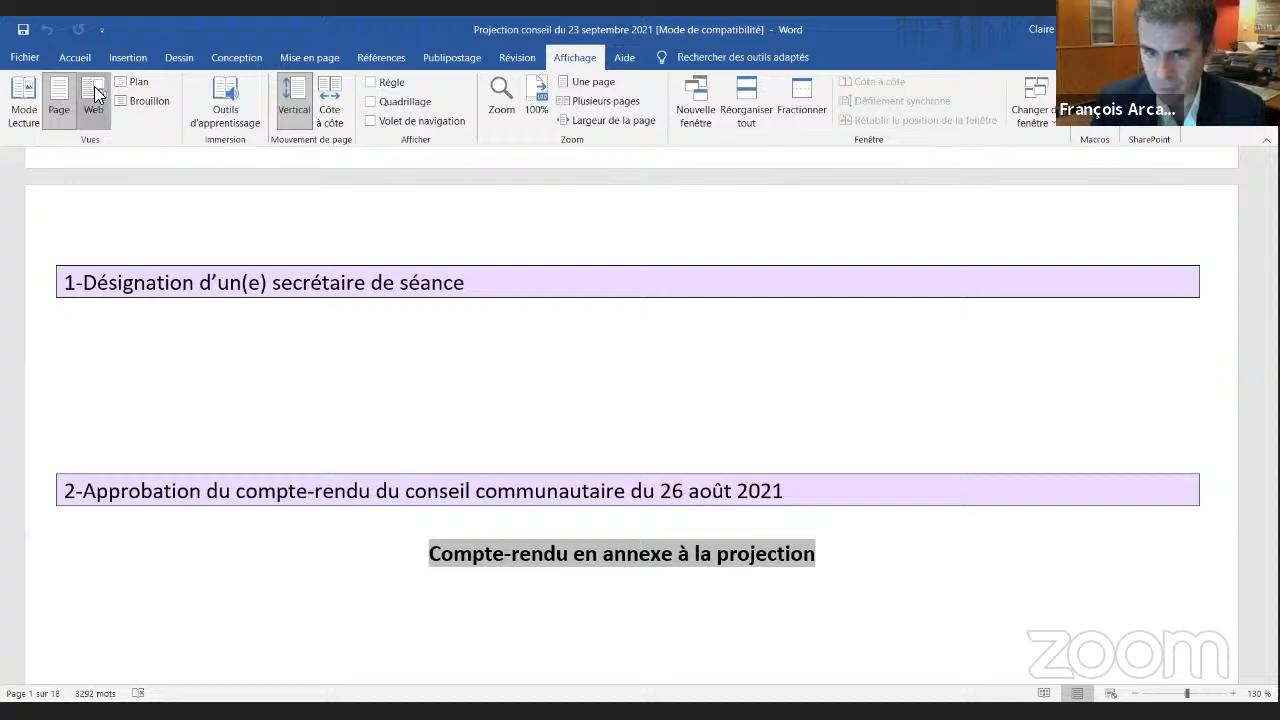 Projection conseil du 23 septembre 2021 [Mode de compatibilité] - Word
Claire
Fichier Accueil Insertion Dessin Conception Mise en page Références Publipostage Révision Affichage Aide Rechercher des outils adaptés
Mode Lecture
Page
Web
Plan
Brouillon
Vues
Outils d'apprentissage
Immersion
Vertical
Côte à côte
Mouvement de page
Règle
Quadrillage
Volet de navigation
Afficher
Zoom
100%
Une page
Plusieurs pages
Largeur de la page
Zoom
Nouvelle fenêtre
Réorganiser tout
Fractionner
Côte à côte
Défilement synchrone
Rétablir la position de la fenêtre
Fenêtre
Changer de fenêtre
Macros
SharePoint
François Arca...
1-Désignation d'un(e) secrétaire de séance
2-Approbation du compte-rendu du conseil communautaire du 26 août 2021
Compte-rendu en annexe à la projection
zoom
Page 1 sur 18 3292 mots
130 %